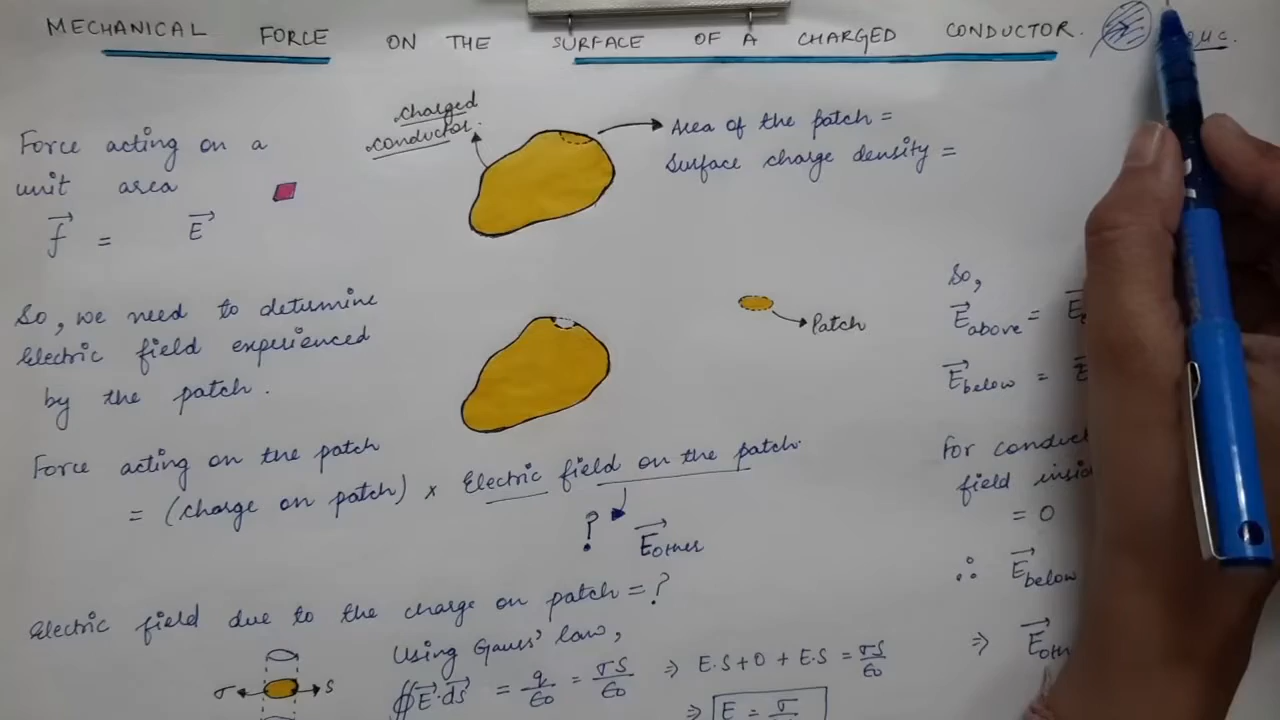 MECHANICAL FORCE ON THE SURFACE OF A CHARGED CONDUCTOR.
μc.
charged
conductor.
Area of the patch =
Surface charge density =
Force acting on a
unit area
f⃗ = E⃗
So, we need to determine
Electric field experienced
by the patch.
Patch
So,
E⃗above =
E⃗below =
Force acting on the patch
= (charge on patch) × Electric field on the patch.
? E⃗other
For
field
= 0
∴ E⃗below
⇒
Electric field due to the charge on patch = ?
σ S
Using Gauss' law,
∯E⃗.ds⃗ = q/ε0 = σS/ε0 ⇒ E.S + 0 + E.S = σS/ε0
⇒ E = σ